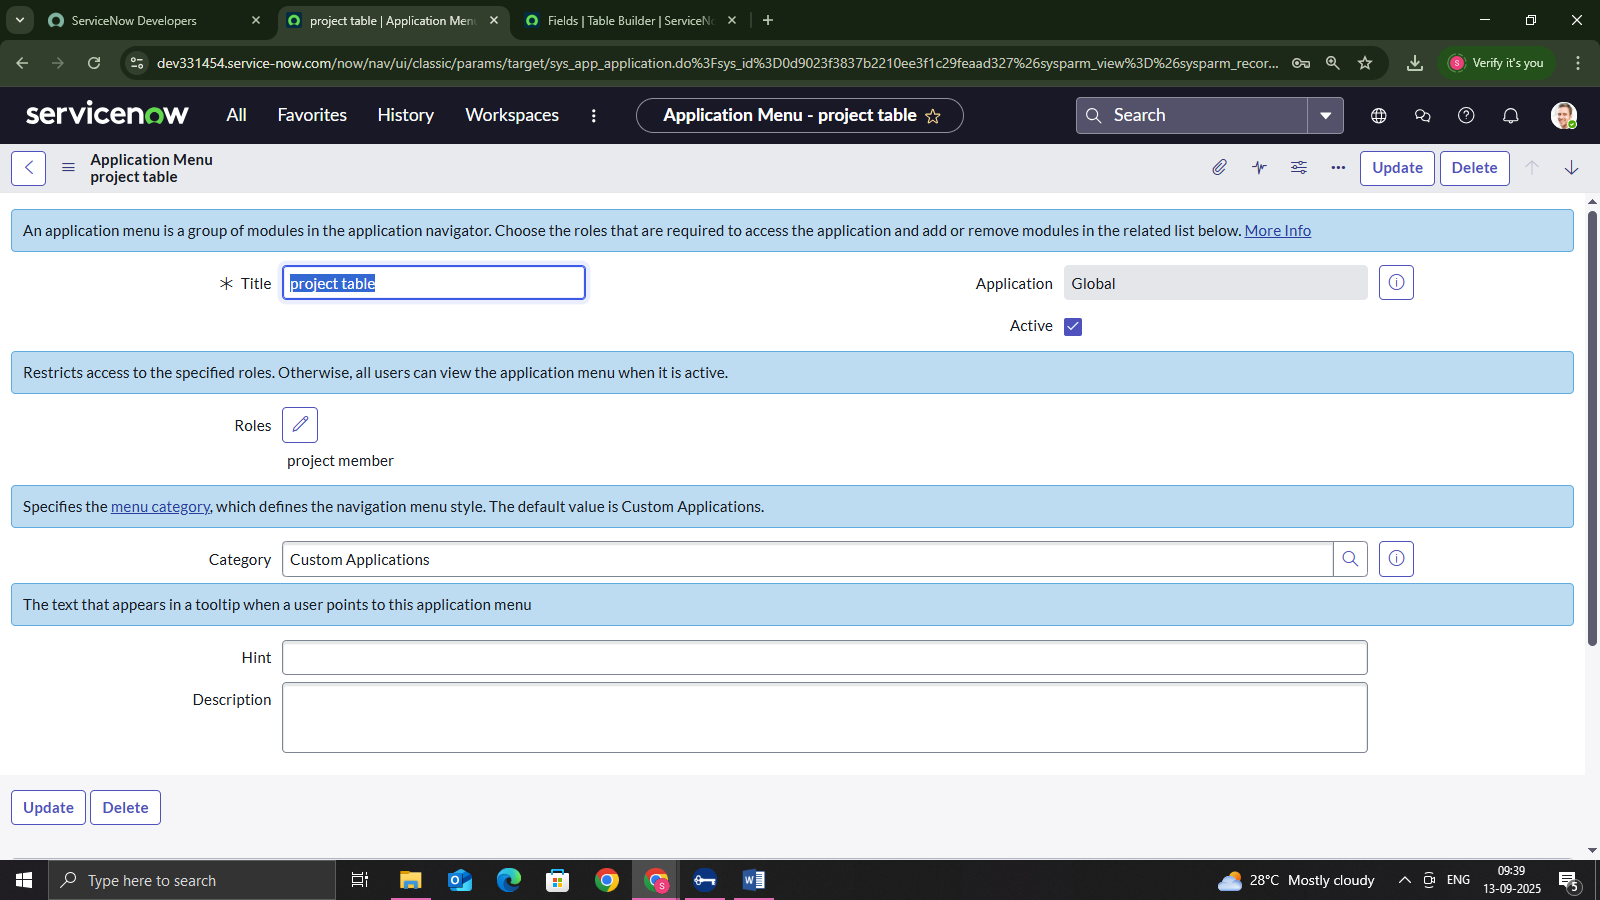 ServiceNow Developers
project table | Application Men
Fields | Table Builder | ServiceN
dev331454.service-now.com/now/nav/ui/classic/params/target/sys_app_application.do%3Fsys_id%3D0d9023f3837b2210ee3f1c29feaad327%26sysparm_view%3D%26sysparm_recor...
S
Verify it's you
servicenow
All
Favorites
History
Workspaces
Application Menu - project table
Search
Application Menu
project table
Update
Delete
An application menu is a group of modules in the application navigator. Choose the roles that are required to access the application and add or remove modules in the related list below. More Info
Title
project table
Application
Global
Active
Restricts access to the specified roles. Otherwise, all users can view the application menu when it is active.
Roles
project member
Specifies the menu category, which defines the navigation menu style. The default value is Custom Applications.
Category
Custom Applications
The text that appears in a tooltip when a user points to this application menu
Hint
Description
Update
Delete
Type here to search
28°C Mostly cloudy
ENG
09:39
13-09-2025
5